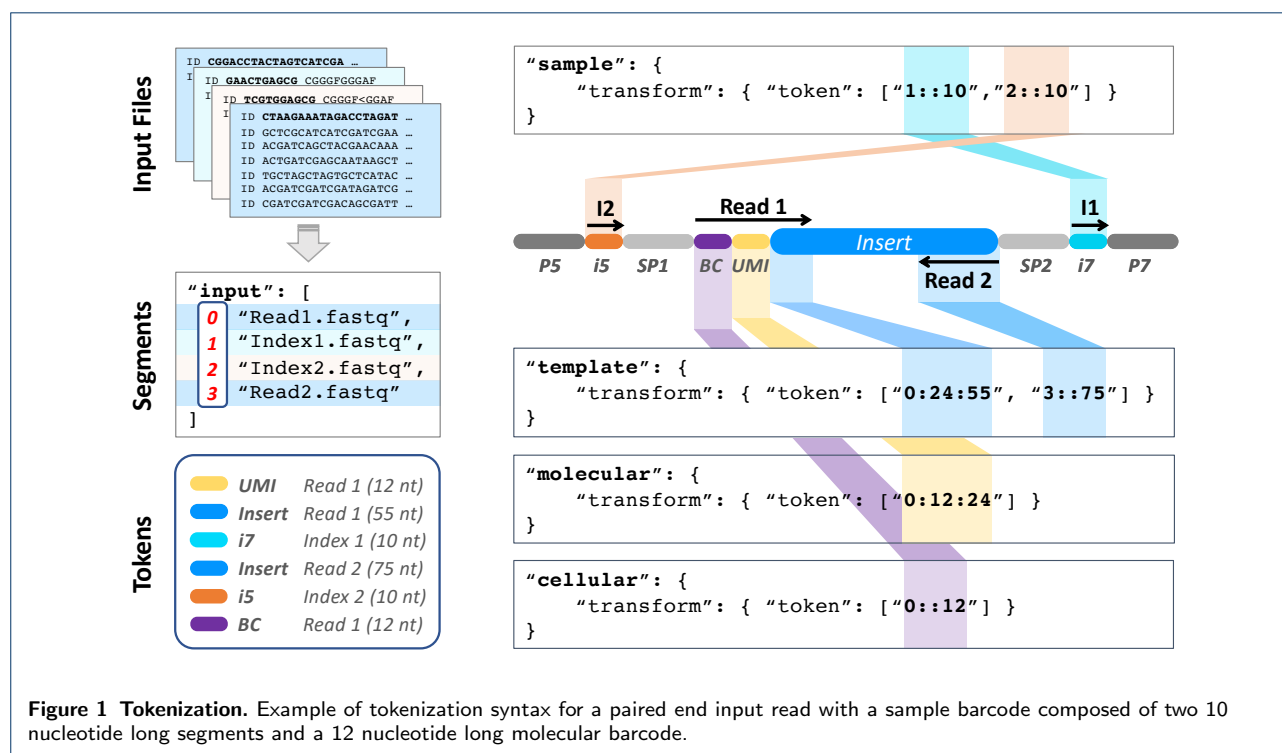 Input Files
ID CGGACCTACTAGTCATCGA …
I
ID GAACTGAGCG CGGGFGGGAF
I
ID TCGTGGAGCG CGGGF<GGAF
I
ID CTAAGAAATAGACCTAGAT …
ID GCTCGCATCATCGATCGAA …
ID ACGATCAGCTACGAACAAA …
ID ACTGATCGAGCAATAAGCT …
ID TGCTAGCTAGTGCTCATAC …
ID ACGATCGATCGATAGATCG …
ID CGATCGATCGACAGCGATT …
Segments
“input”: [
0 “Read1.fastq”,
1 “Index1.fastq”,
2 “Index2.fastq”,
3 “Read2.fastq”
]
Tokens
UMI Read 1 (12 nt)
Insert Read 1 (55 nt)
i7 Index 1 (10 nt)
Insert Read 2 (75 nt)
i5 Index 2 (10 nt)
BC Read 1 (12 nt)
“sample”: {
“transform”: { “token”: [“1::10”,”2::10”] }
}
I2 Read 1 I1
Insert
P5 i5 SP1 BC UMI SP2 i7 P7
Read 2
“template”: {
“transform”: { “token”: [“0:24:55”, “3::75”] }
}
“molecular”: {
“transform”: { “token”: [“0:12:24”] }
}
“cellular”: {
“transform”: { “token”: [“0::12”] }
}
Figure 1 Tokenization. Example of tokenization syntax for a paired end input read with a sample barcode composed of two 10
nucleotide long segments and a 12 nucleotide long molecular barcode.